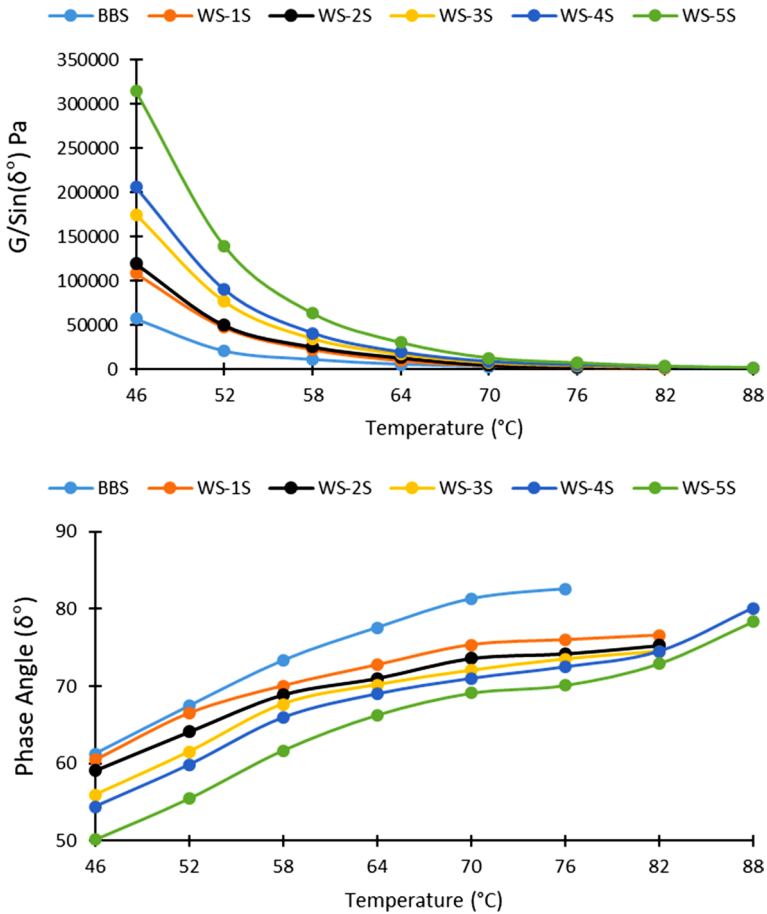 BBS WS-1S WS-2S WS-3S WS-4S WS-5S
350000
300000
250000
200000
150000
100000
50000
0
G/Sin(δ°) Pa
46 52 58 64 70 76 82 88
Temperature (°C)
BBS WS-1S WS-2S WS-3S WS-4S WS-5S
90
80
70
60
50
Phase Angle (δ°)
46 52 58 64 70 76 82 88
Temperature (°C)